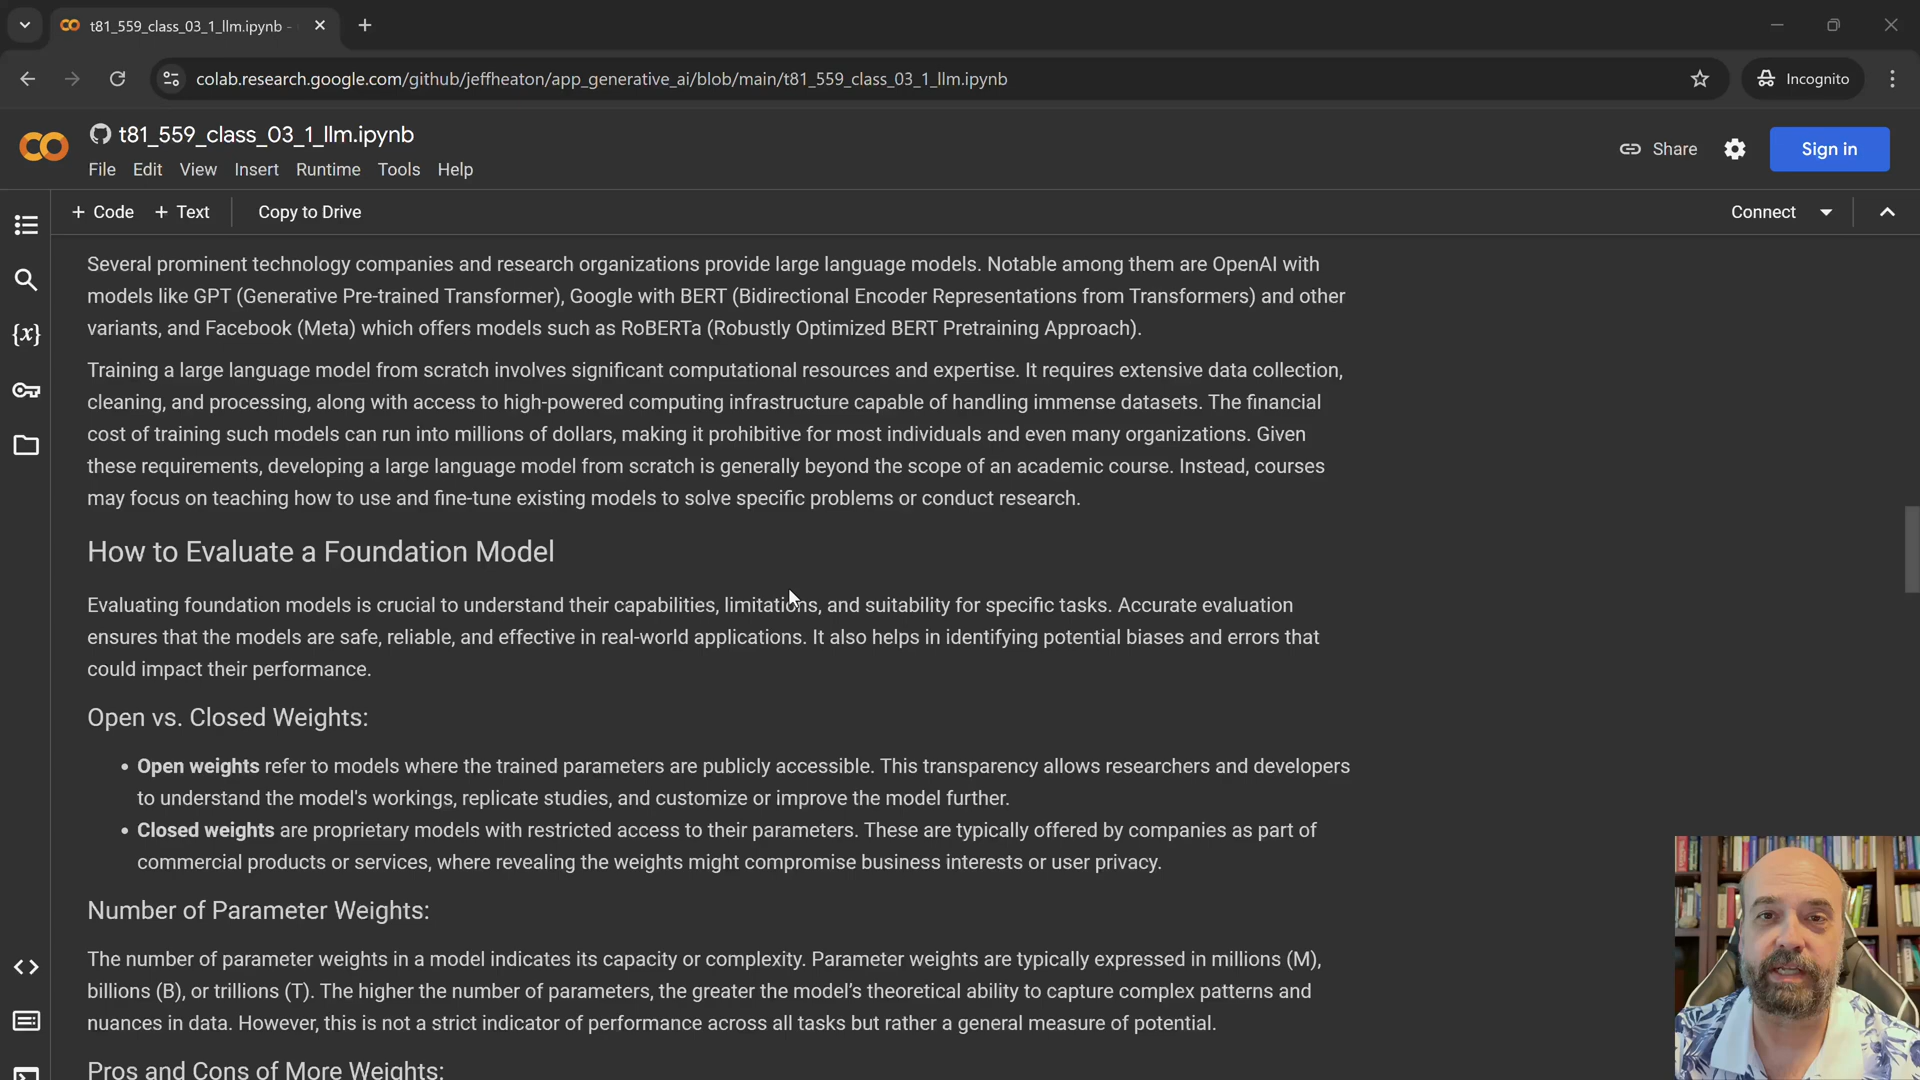 t81_559_class_03_1_llm.ipynb -
colab.research.google.com/github/jeffheaton/app_generative_ai/blob/main/t81_559_class_03_1_llm.ipynb
Incognito
t81_559_class_03_1_llm.ipynb
File Edit View Insert Runtime Tools Help
Share
Sign in
+ Code + Text Copy to Drive
Connect
Several prominent technology companies and research organizations provide large language models. Notable among them are OpenAI with
models like GPT (Generative Pre-trained Transformer), Google with BERT (Bidirectional Encoder Representations from Transformers) and other
variants, and Facebook (Meta) which offers models such as RoBERTa (Robustly Optimized BERT Pretraining Approach).
Training a large language model from scratch involves significant computational resources and expertise. It requires extensive data collection,
cleaning, and processing, along with access to high-powered computing infrastructure capable of handling immense datasets. The financial
cost of training such models can run into millions of dollars, making it prohibitive for most individuals and even many organizations. Given
these requirements, developing a large language model from scratch is generally beyond the scope of an academic course. Instead, courses
may focus on teaching how to use and fine-tune existing models to solve specific problems or conduct research.
How to Evaluate a Foundation Model
Evaluating foundation models is crucial to understand their capabilities, limitations, and suitability for specific tasks. Accurate evaluation
ensures that the models are safe, reliable, and effective in real-world applications. It also helps in identifying potential biases and errors that
could impact their performance.
Open vs. Closed Weights:
• Open weights refer to models where the trained parameters are publicly accessible. This transparency allows researchers and developers
to understand the model's workings, replicate studies, and customize or improve the model further.
• Closed weights are proprietary models with restricted access to their parameters. These are typically offered by companies as part of
commercial products or services, where revealing the weights might compromise business interests or user privacy.
Number of Parameter Weights:
The number of parameter weights in a model indicates its capacity or complexity. Parameter weights are typically expressed in millions (M),
billions (B), or trillions (T). The higher the number of parameters, the greater the model's theoretical ability to capture complex patterns and
nuances in data. However, this is not a strict indicator of performance across all tasks but rather a general measure of potential.
Pros and Cons of More Weights: